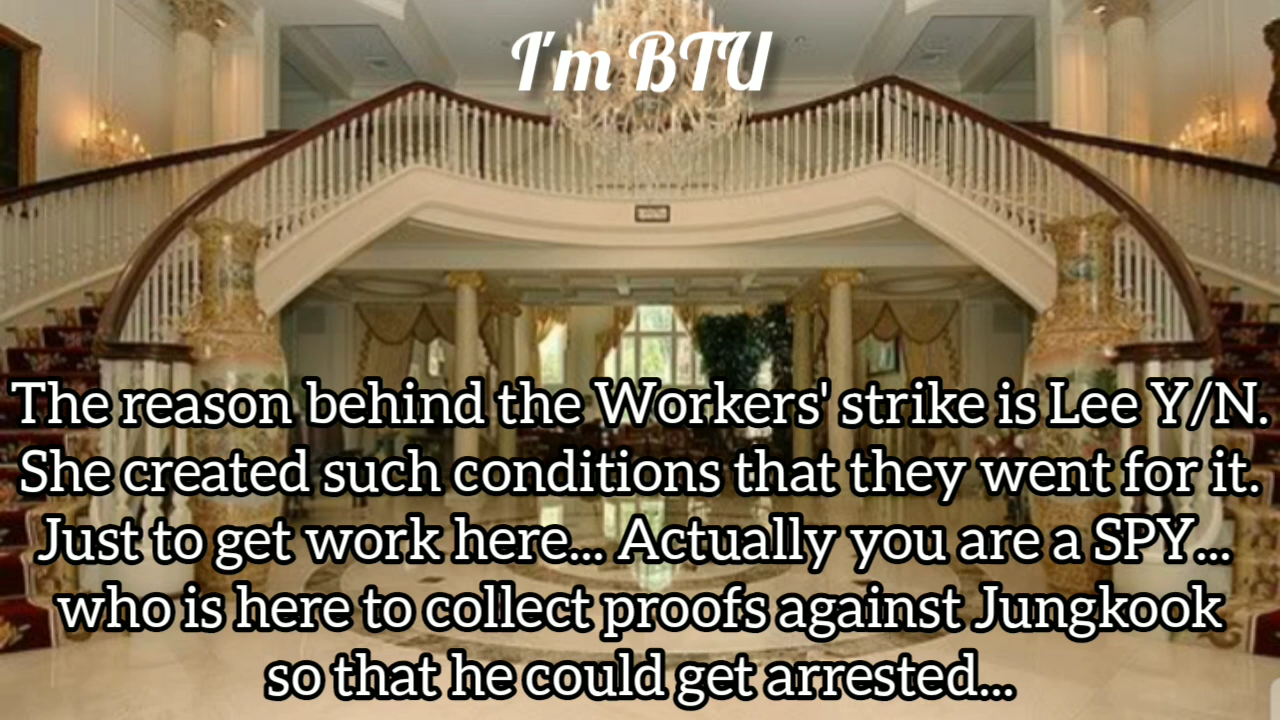 I'm BTU
The reason behind the Workers' strike is Lee Y/N.
She created such conditions that they went for it.
Just to get work here... Actually you are a SPY...
who is here to collect proofs against Jungkook
so that he could get arrested...